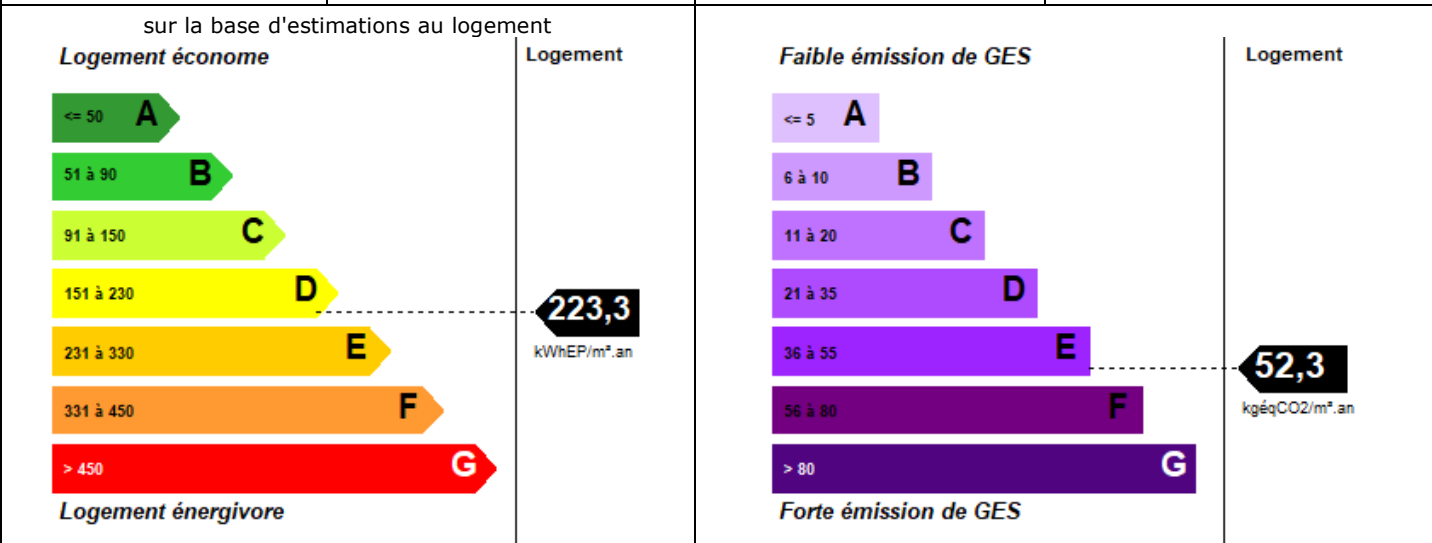 sur la base d'estimations au logement
Logement économe
Logement
<= 50 A
51 à 90 B
91 à 150 C
151 à 230 D
223,3
kWhEP/m².an
231 à 330 E
331 à 450 F
> 450 G
Logement énergivore
Faible émission de GES
Logement
<= 5 A
6 à 10 B
11 à 20 C
21 à 35 D
36 à 55 E
52,3
kgéqCO2/m².an
56 à 80 F
> 80 G
Forte émission de GES